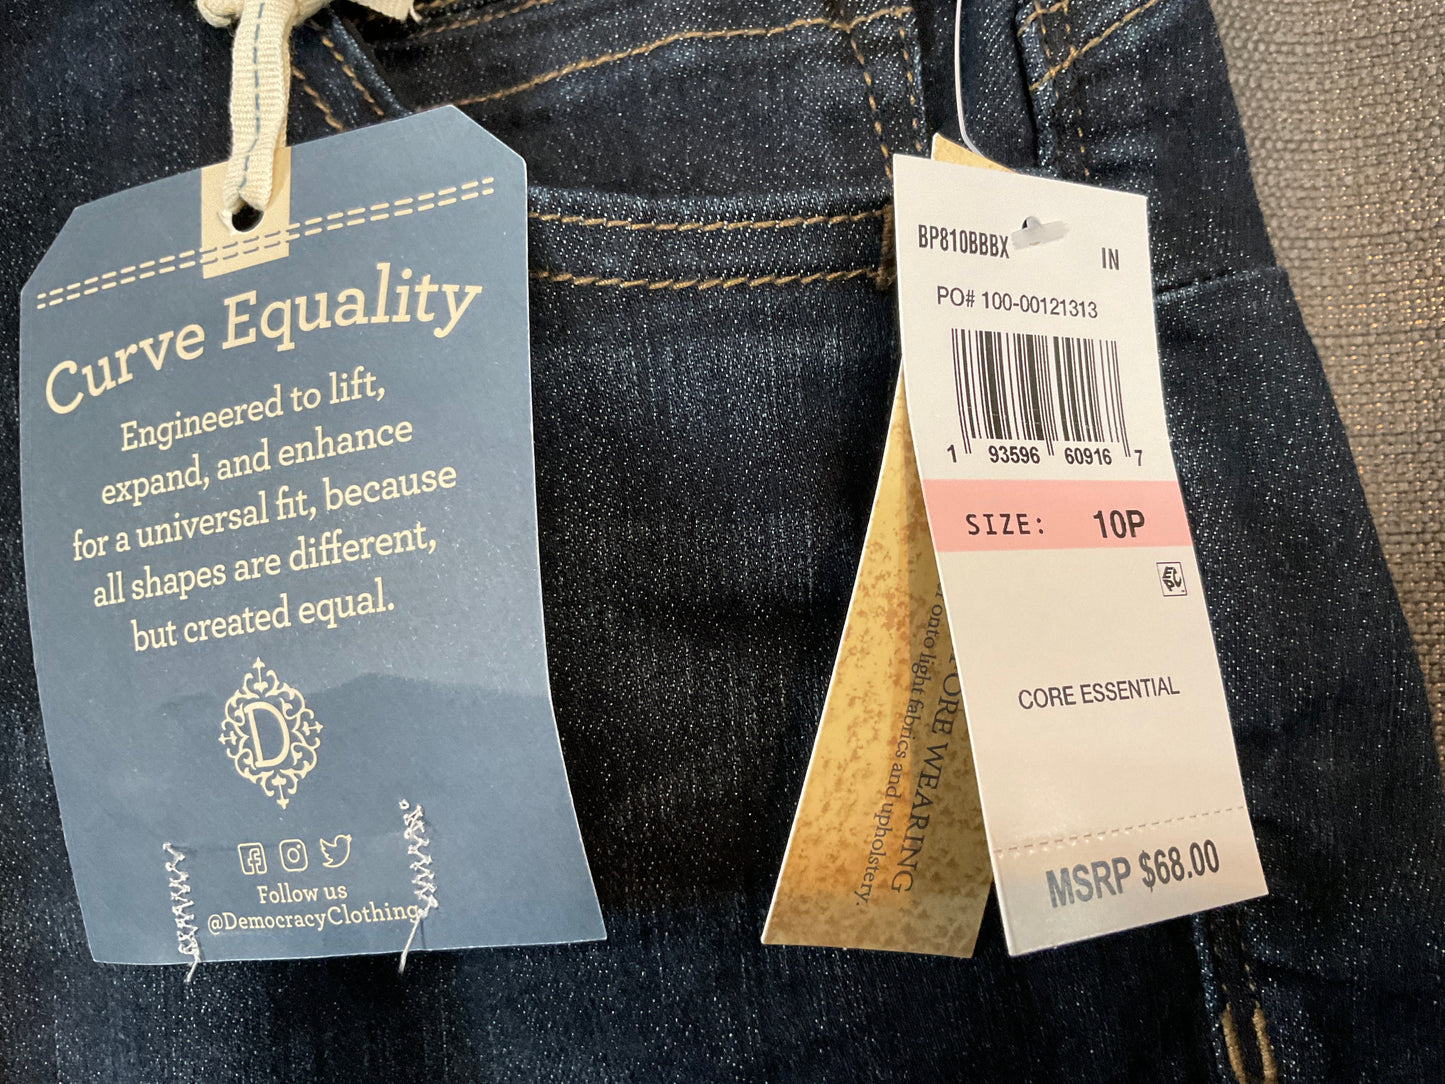 Curve Equality
Engineered to lift,
expand, and enhance
for a universal fit, because
all shapes are different,
but created equal.
D
Follow us
@DemocracyClothing
BP810BBBX IN
PO# 100-00121313
1 93596 60916 7
SIZE: 10P
EPC
CORE ESSENTIAL
MSRP $68.00
WEARING
onto light fabrics and upholstery.